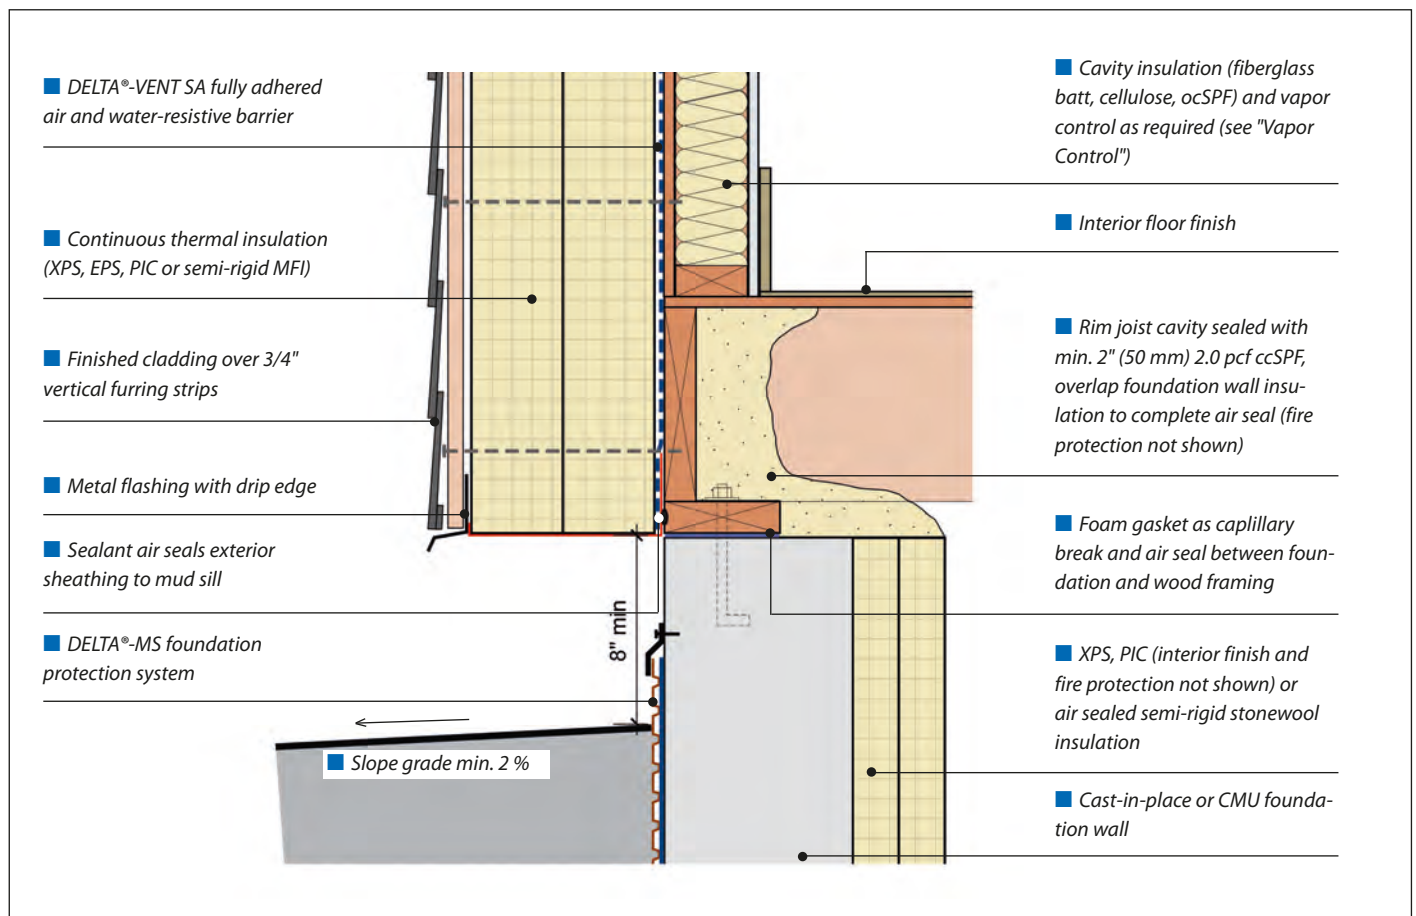 ■ DELTA®-VENT SA fully adhered
air and water-resistive barrier
■ Continuous thermal insulation
(XPS, EPS, PIC or semi-rigid MFI)
■ Finished cladding over 3/4"
vertical furring strips
■ Metal flashing with drip edge
■ Sealant air seals exterior
sheathing to mud sill
■ DELTA®-MS foundation
protection system
8" min
■ Slope grade min. 2 %
■ Cavity insulation (fiberglass
batt, cellulose, ocSPF) and vapor
control as required (see "Vapor
Control")
■ Interior floor finish
■ Rim joist cavity sealed with
min. 2" (50 mm) 2.0 pcf ccSPF,
overlap foundation wall insu-
lation to complete air seal (fire
protection not shown)
■ Foam gasket as caplillary
break and air seal between foun-
dation and wood framing
■ XPS, PIC (interior finish and
fire protection not shown) or
air sealed semi-rigid stonewool
insulation
■ Cast-in-place or CMU founda-
tion wall